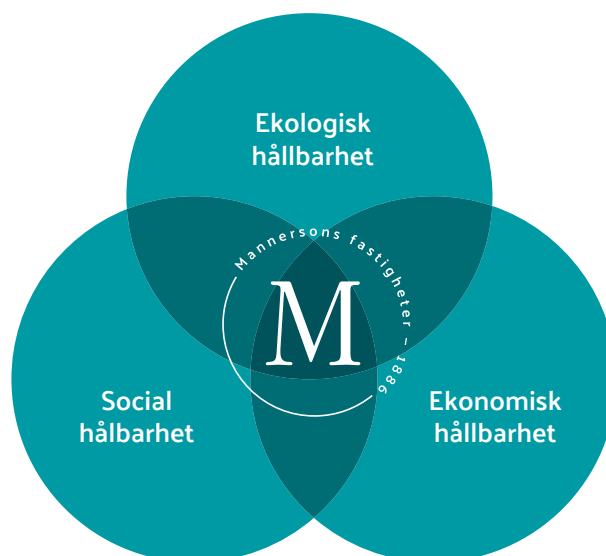 Ekologisk
hållbarhet
Mannersons fastigheter – 1886
M
Social
hålbarhet
Ekonomisk
hållbarhet